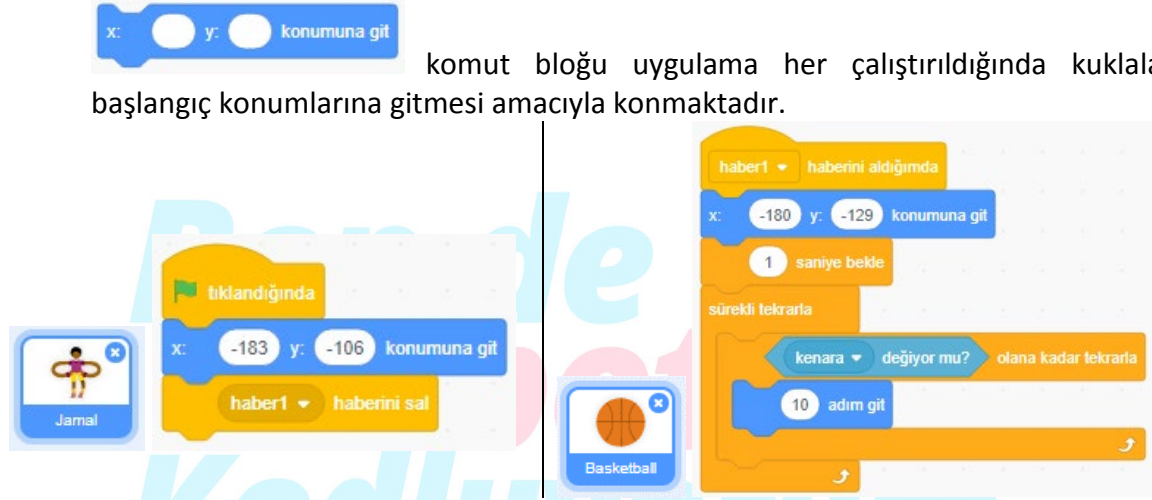 x: y: konumuna git
komut bloğu uygulama her çalıştırıldığında
başlangıç konumlarına gitmesi amacıyla konmaktadır.
tıklandığında
x: -183 y: -106 konumuna git
haber1 haberini sal
Jamal
haber1 haberini aldığımda
x: -180 y: -129 konumuna git
1 saniye bekle
sürekli tekrarla
kenara değiyor mu? olana kadar tekrarla
10 adım git
Basketball